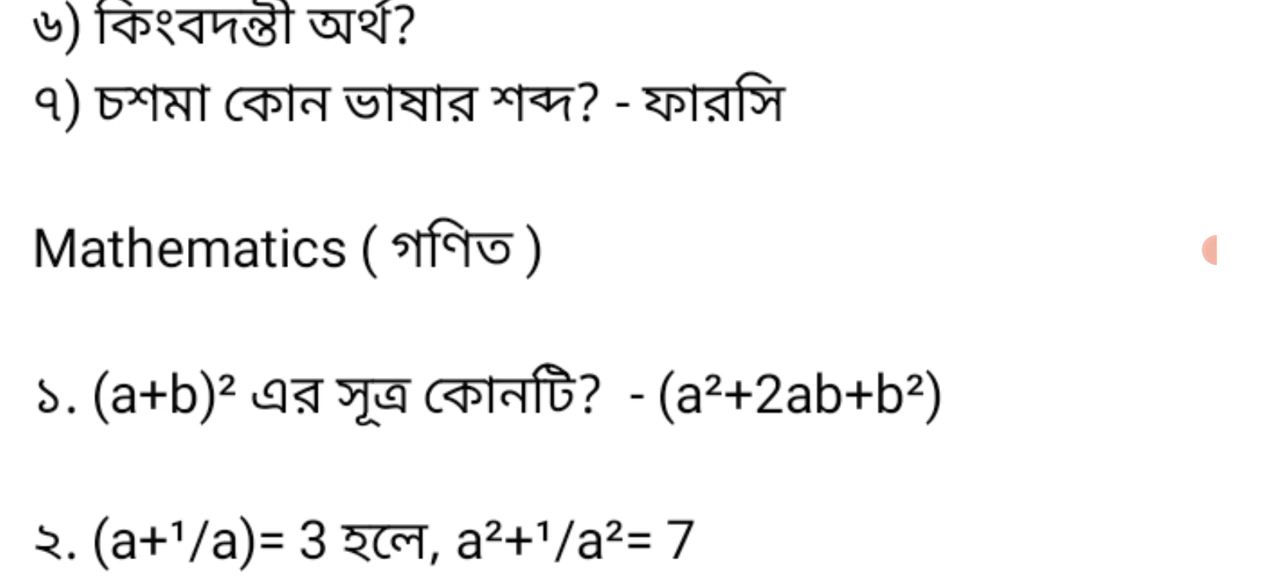 ৬) কিংবদন্তী অর্থ?
৭) চশমা কোন ভাষার শব্দ? - ফারসি
Mathematics ( গণিত )
১. (a+b)² এর সূত্র কোনটি? - (a²+2ab+b²)
২. (a+¹/a)= 3 হলে, a²+¹/a²= 7